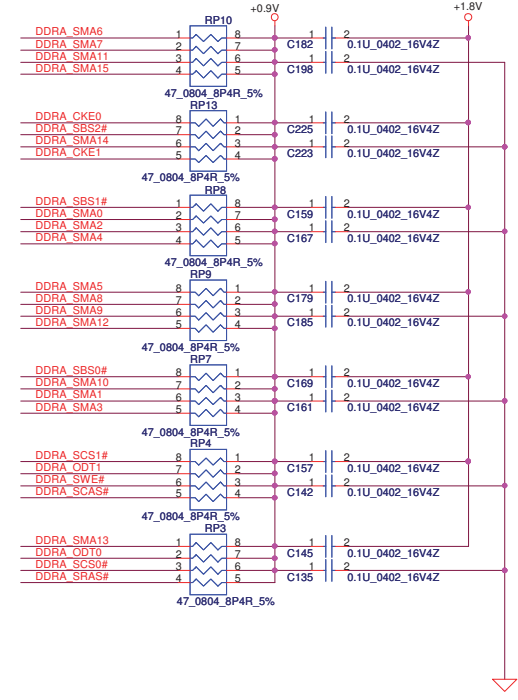 +0.9V +1.8V
RP10
DDRA_SMA6 1 8 1 2
DDRA_SMA7 2 7 C182 0.1U_0402_16V4Z
DDRA_SMA11 3 6 1 2
DDRA_SMA15 4 5 C198 0.1U_0402_16V4Z
47_0804_8P4R_5%
RP13
DDRA_CKE0 8 1 1 2
DDRA_SBS2# 7 2 C225 0.1U_0402_16V4Z
DDRA_SMA14 6 3 1 2
DDRA_CKE1 5 4 C223 0.1U_0402_16V4Z
47_0804_8P4R_5%
RP8
DDRA_SBS1# 1 8 1 2
DDRA_SMA0 2 7 C159 0.1U_0402_16V4Z
DDRA_SMA2 3 6 1 2
DDRA_SMA4 4 5 C167 0.1U_0402_16V4Z
47_0804_8P4R_5%
RP9
DDRA_SMA5 8 1 1 2
DDRA_SMA8 7 2 C179 0.1U_0402_16V4Z
DDRA_SMA9 6 3 1 2
DDRA_SMA12 5 4 C185 0.1U_0402_16V4Z
47_0804_8P4R_5%
RP7
DDRA_SBS0# 8 1 1 2
DDRA_SMA10 7 2 C169 0.1U_0402_16V4Z
DDRA_SMA1 6 3 1 2
DDRA_SMA3 5 4 C161 0.1U_0402_16V4Z
47_0804_8P4R_5%
RP4
DDRA_SCS1# 8 1 1 2
DDRA_ODT1 7 2 C157 0.1U_0402_16V4Z
DDRA_SWE# 6 3 1 2
DDRA_SCAS# 5 4 C142 0.1U_0402_16V4Z
47_0804_8P4R_5%
RP3
DDRA_SMA13 1 8 1 2
DDRA_ODT0 2 7 C145 0.1U_0402_16V4Z
DDRA_SCS0# 3 6 1 2
DDRA_SRAS# 4 5 C135 0.1U_0402_16V4Z
47_0804_8P4R_5%